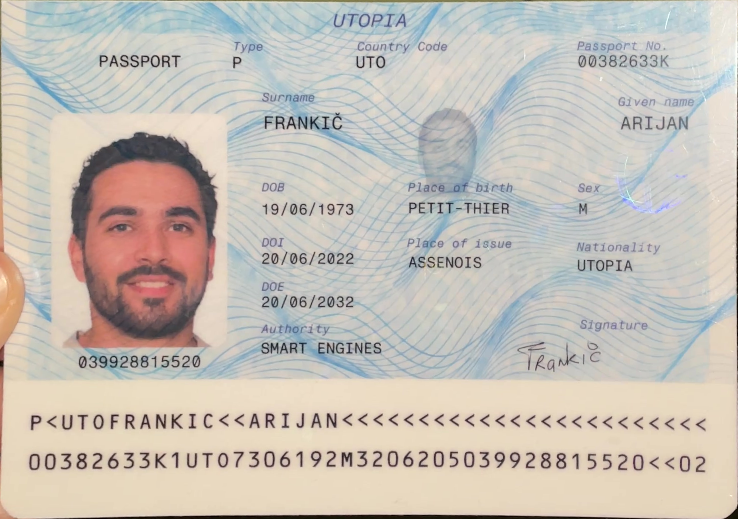 UTOPIA
PASSPORT
Type
P
Country Code
UTO
Passport No.
00382633K
Surname
FRANKIČ
Given name
ARIJAN
DOB
19/06/1973
Place of birth
PETIT-THIER
Sex
M
DOI
20/06/2022
Place of issue
ASSENOIS
Nationality
UTOPIA
DOE
20/06/2032
Authority
SMART ENGINES
Signature
Frankič
039928815520
P<UTOFRANKIC<<ARIJAN<<<<<<<<<<<<<<<<<<<<<<<<
00382633K1UTO7306192M3206205039928815520<<02